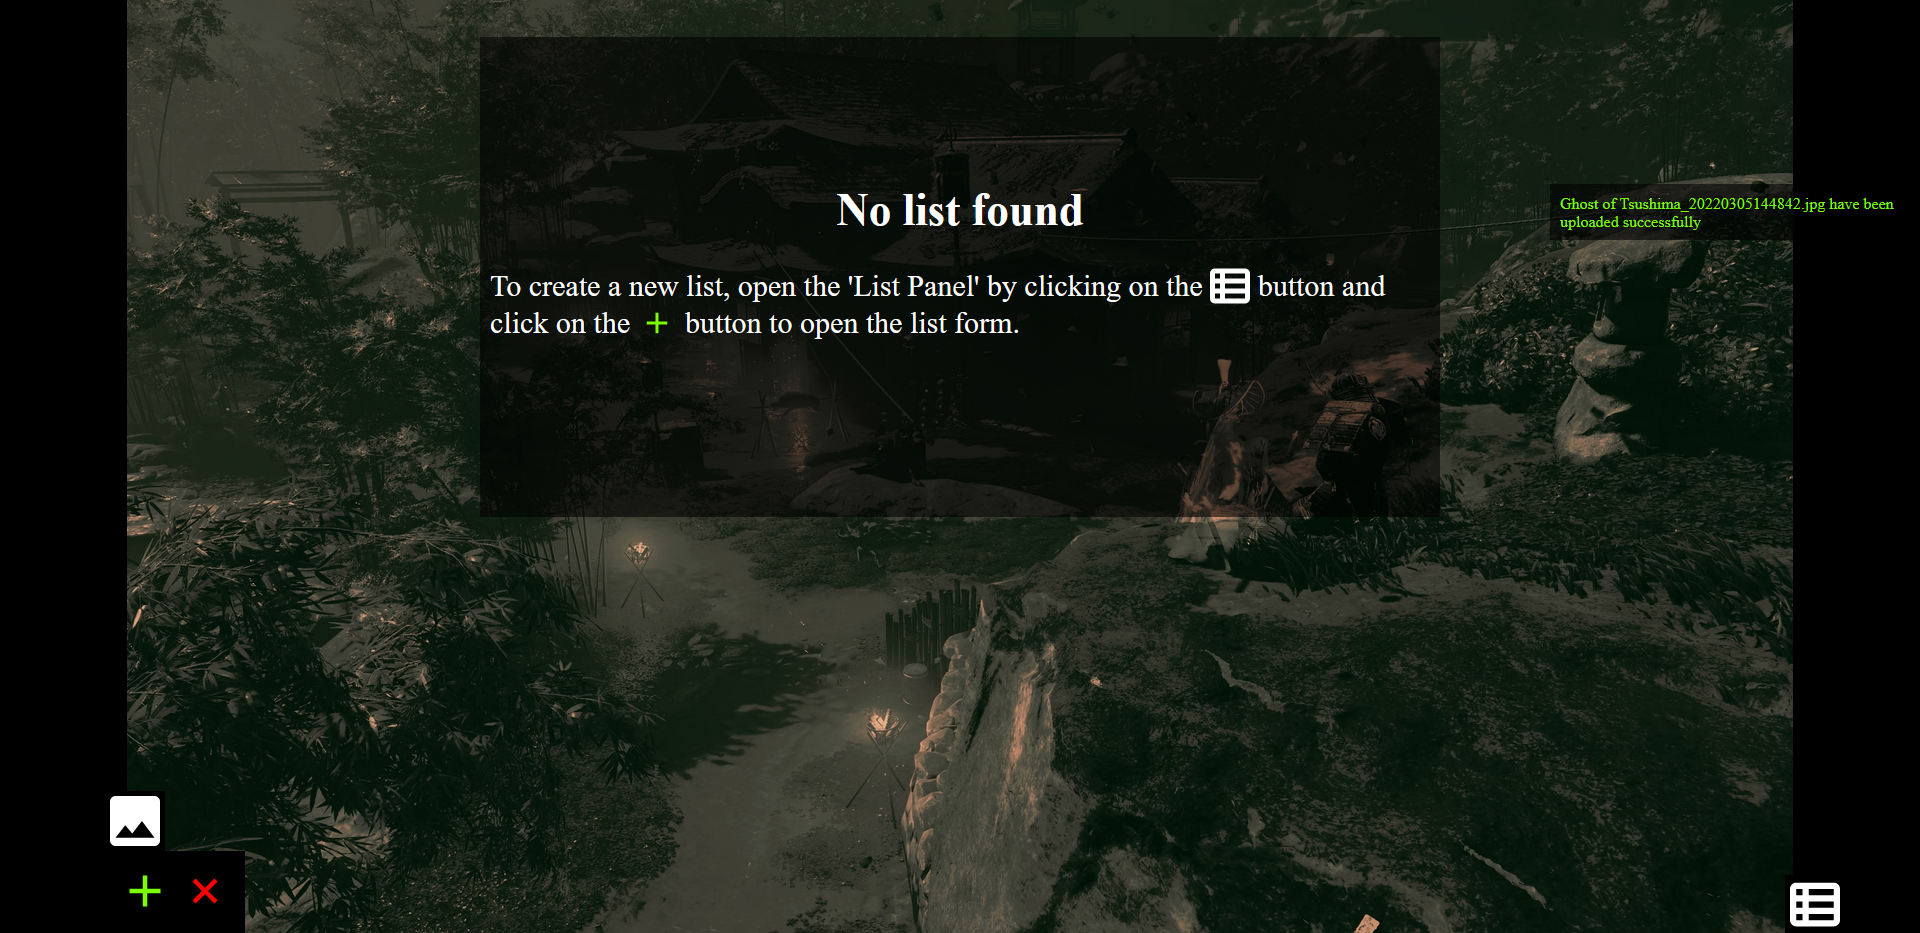 No list found
Ghost of Tsushima_20220305144842.jpg have been
uploaded successfully
To create a new list, open the 'List Panel' by clicking on the button and
click on the + button to open the list form.